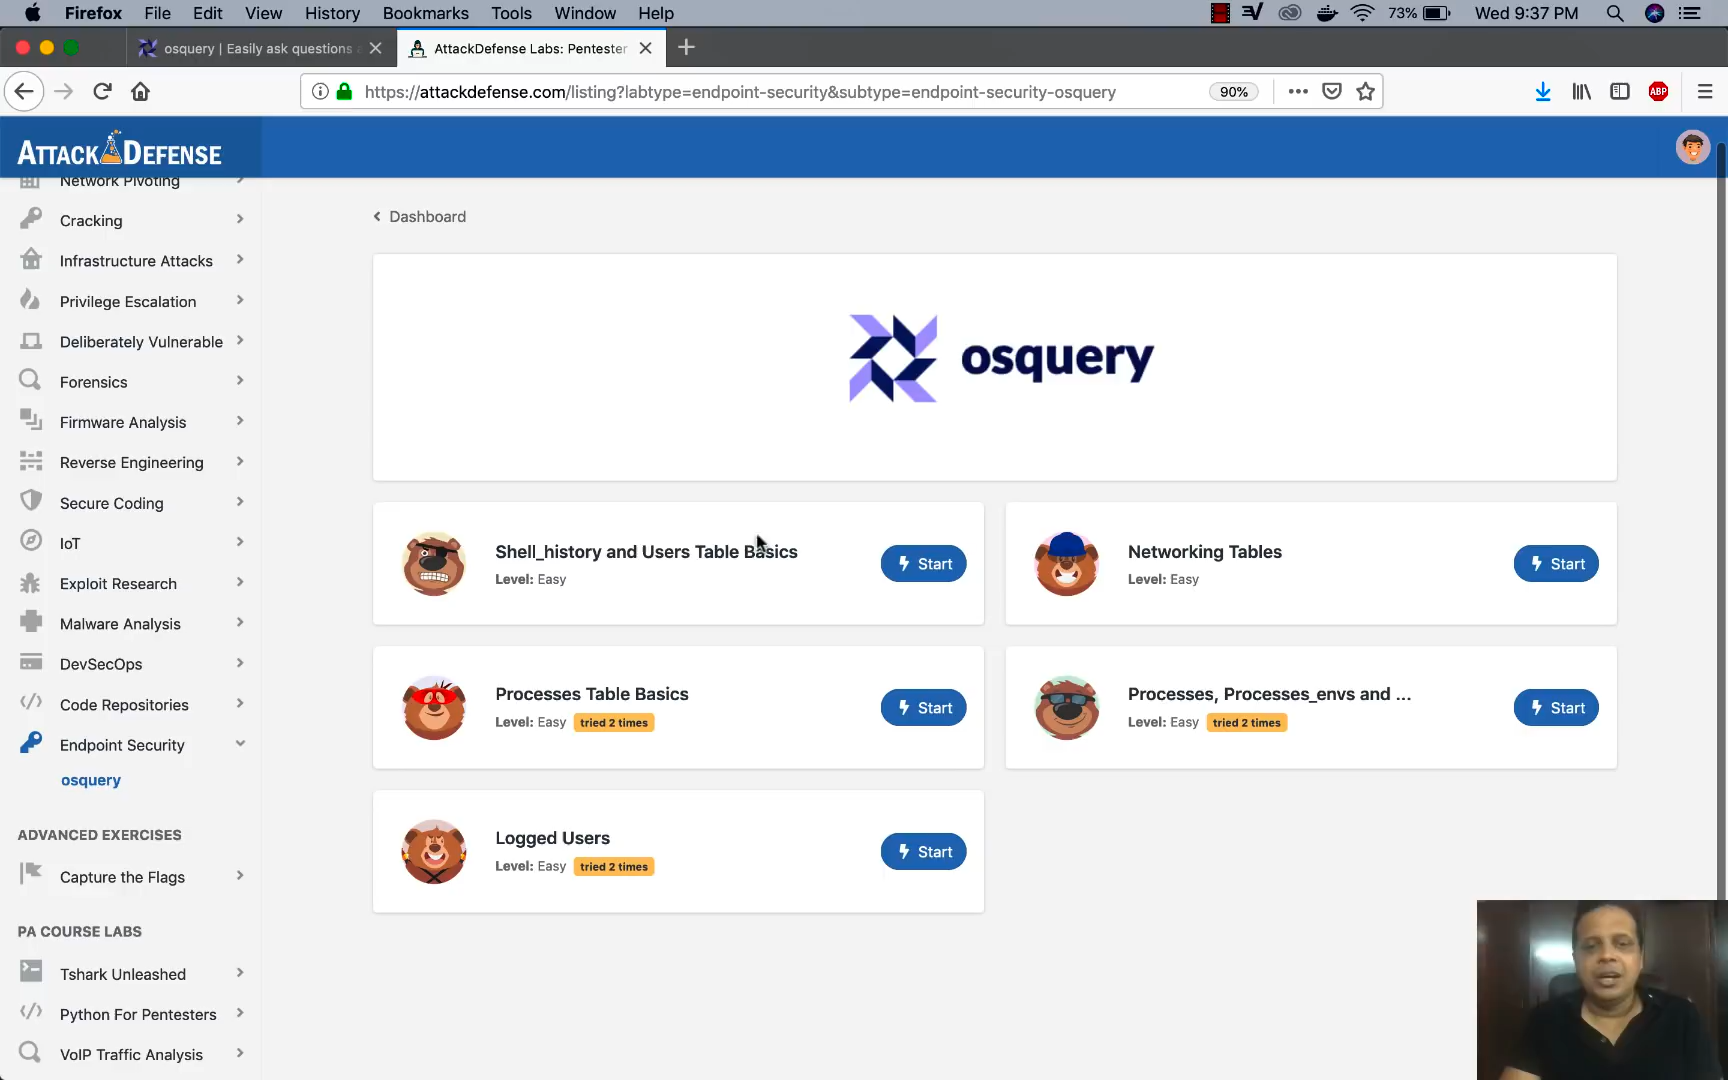 Firefox File Edit View History Bookmarks Tools Window Help 73% Wed 9:37 PM
osquery | Easily ask questions
AttackDefense Labs: Pentester
https://attackdefense.com/listing?labtype=endpoint-security&subtype=endpoint-security-osquery 90% ABP
ATTACK DEFENSE
Network Pivoting
Cracking
Infrastructure Attacks
Privilege Escalation
Deliberately Vulnerable
Forensics
Firmware Analysis
Reverse Engineering
Secure Coding
IoT
Exploit Research
Malware Analysis
DevSecOps
Code Repositories
Endpoint Security
osquery
ADVANCED EXERCISES
Capture the Flags
PA COURSE LABS
Tshark Unleashed
Python For Pentesters
VoIP Traffic Analysis
Dashboard
osquery
Shell_history and Users Table Basics
Level: Easy
Start
Networking Tables
Level: Easy
Start
Processes Table Basics
Level: Easy tried 2 times
Start
Processes, Processes_envs and ...
Level: Easy tried 2 times
Start
Logged Users
Level: Easy tried 2 times
Start